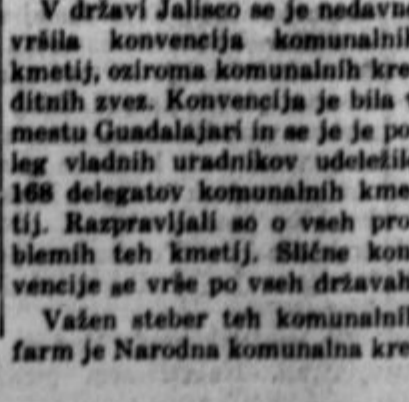 V državi Jalisco se je nedavno
vršila konvencija komunalnih
kmetij, oziroma komunalnih kre
ditnih zvez. Konvencija je bila v
mestu Guadalajari in se je je po
leg vladnih uradnikov udeležil
168 delegatov komunalnih kme
tij. Razpravljali so o vseh pro
blemih teh kmetij. Slične kon
vencije se vrše po vseh državah
Važen steber teh komunalnih
farm je Narodna komunalna kre